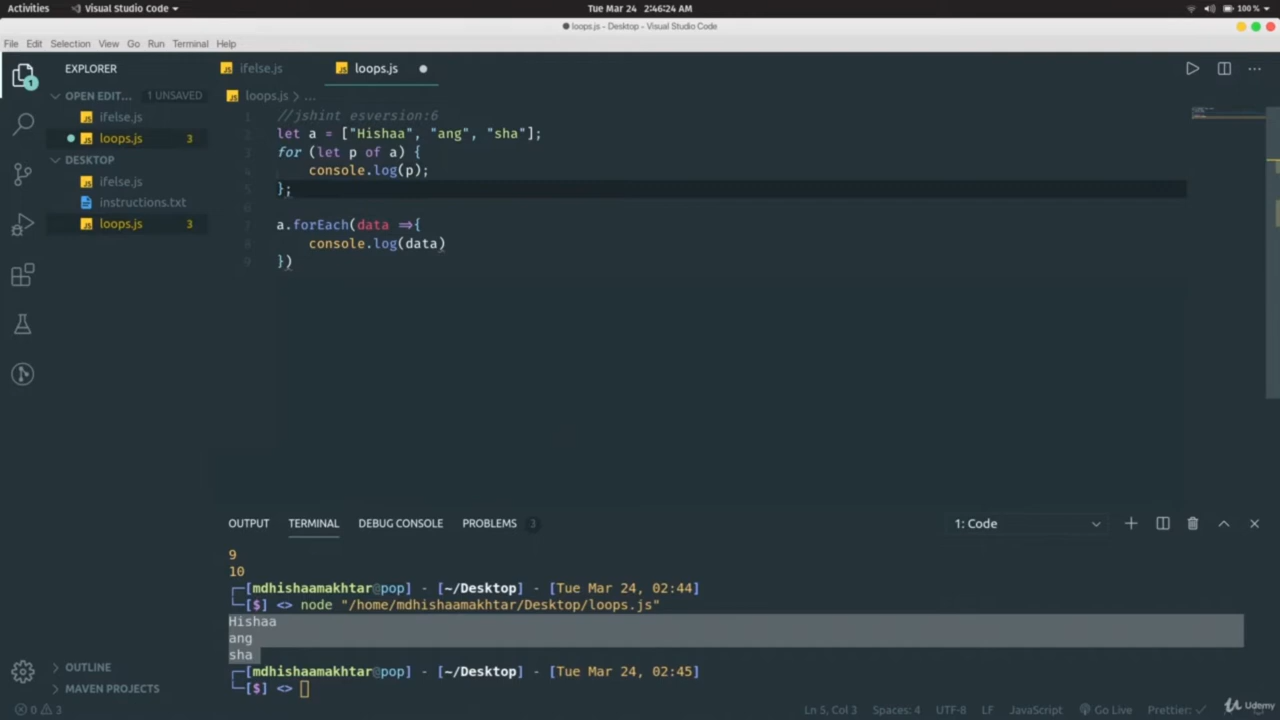 Activities Visual Studio Code Tue Mar 24 2:46:24 AM 100 %
loops.js - Desktop - Visual Studio Code
File Edit Selection View Go Run Terminal Help
EXPLORER ifelse.js loops.js
OPEN EDIT... 1 UNSAVED loops.js > ...
ifelse.js
loops.js 3
DESKTOP
ifelse.js
instructions.txt
loops.js 3
1 //jshint esversion:6
2 let a = ["Hishaa", "ang", "sha"];
3 for (let p of a) {
4 console.log(p);
5 };
6
7 a.forEach(data =>{
8 console.log(data)
9 })
OUTPUT TERMINAL DEBUG CONSOLE PROBLEMS 3 1: Code
9
10
┌─[mdhishaamakhtar@pop] - [~/Desktop] - [Tue Mar 24, 02:44]
└─[$] <> node "/home/mdhishaamakhtar/Desktop/loops.js"
Hishaa
ang
sha
┌─[mdhishaamakhtar@pop] - [~/Desktop] - [Tue Mar 24, 02:45]
└─[$] <>
OUTLINE
MAVEN PROJECTS
0 3 Ln 5, Col 3 Spaces: 4 UTF-8 LF JavaScript Go Live Prettier: ✓
Udemy
1